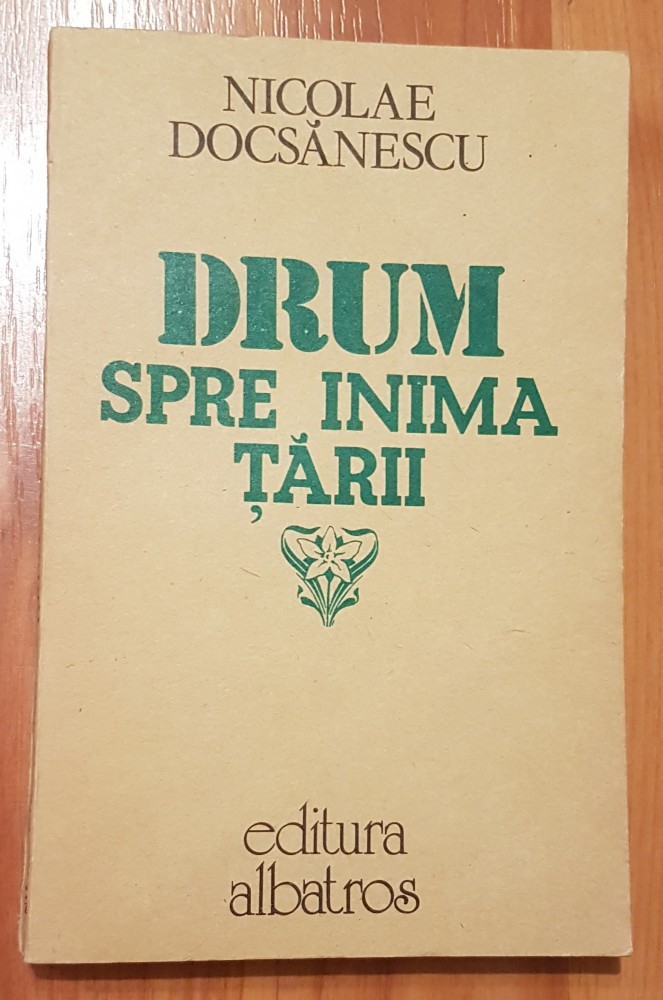 NICOLAE
DOCSĂNESCU
DRUM
SPRE INIMA
ȚĂRII
editura
albatros